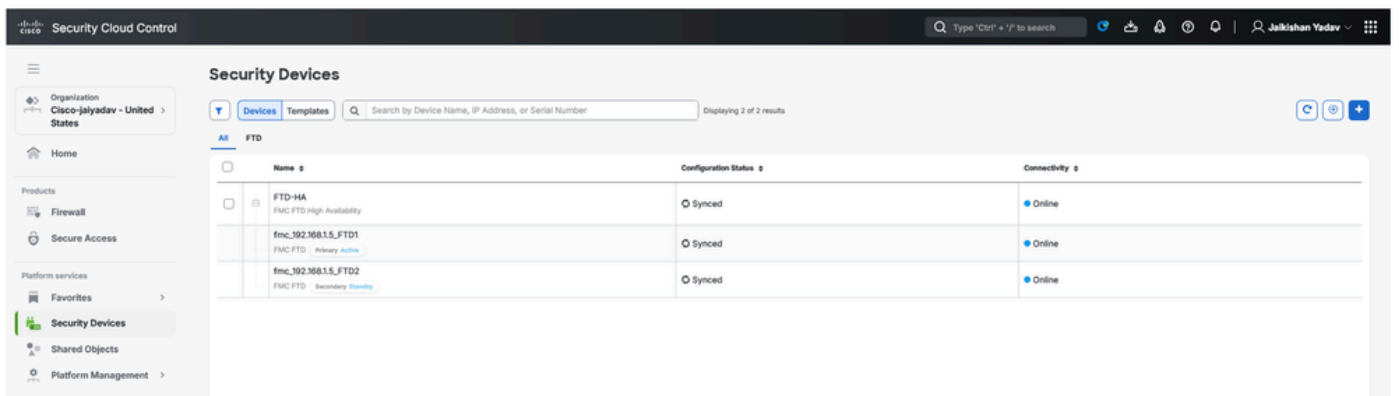 CISCO
Security Cloud Control
Type 'Ctrl' + '/' to search
Jaikishan Yadav
Organization
Cisco-jaiyadav - United
States
Home
Products
Firewall
Secure Access
Platform services
Favorites
Security Devices
Shared Objects
Platform Management
Security Devices
Devices Templates
Search by Device Name, IP Address, or Serial Number
Displaying 2 of 2 results
All FTD
Name Configuration Status Connectivity
FTD-HA
FMC FTD High Availability
Synced Online
fmc_192.168.1.5_FTD1
FMC FTD Primary Active
Synced Online
fmc_192.168.1.5_FTD2
FMC FTD Secondary Standby
Synced Online